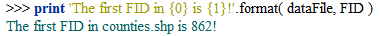 >>> print 'The first FID in {0} is {1}!'.format( dataFile, FID )
The first FID in counties.shp is 862!